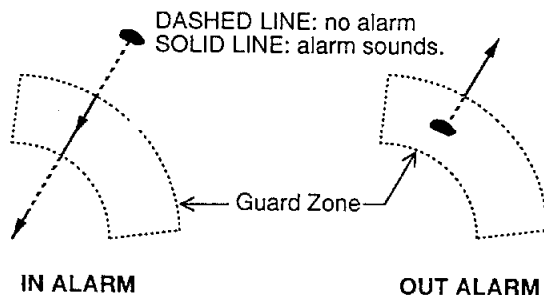 DASHED LINE: no alarm
SOLID LINE: alarm sounds.
Guard Zone
IN ALARM
OUT ALARM